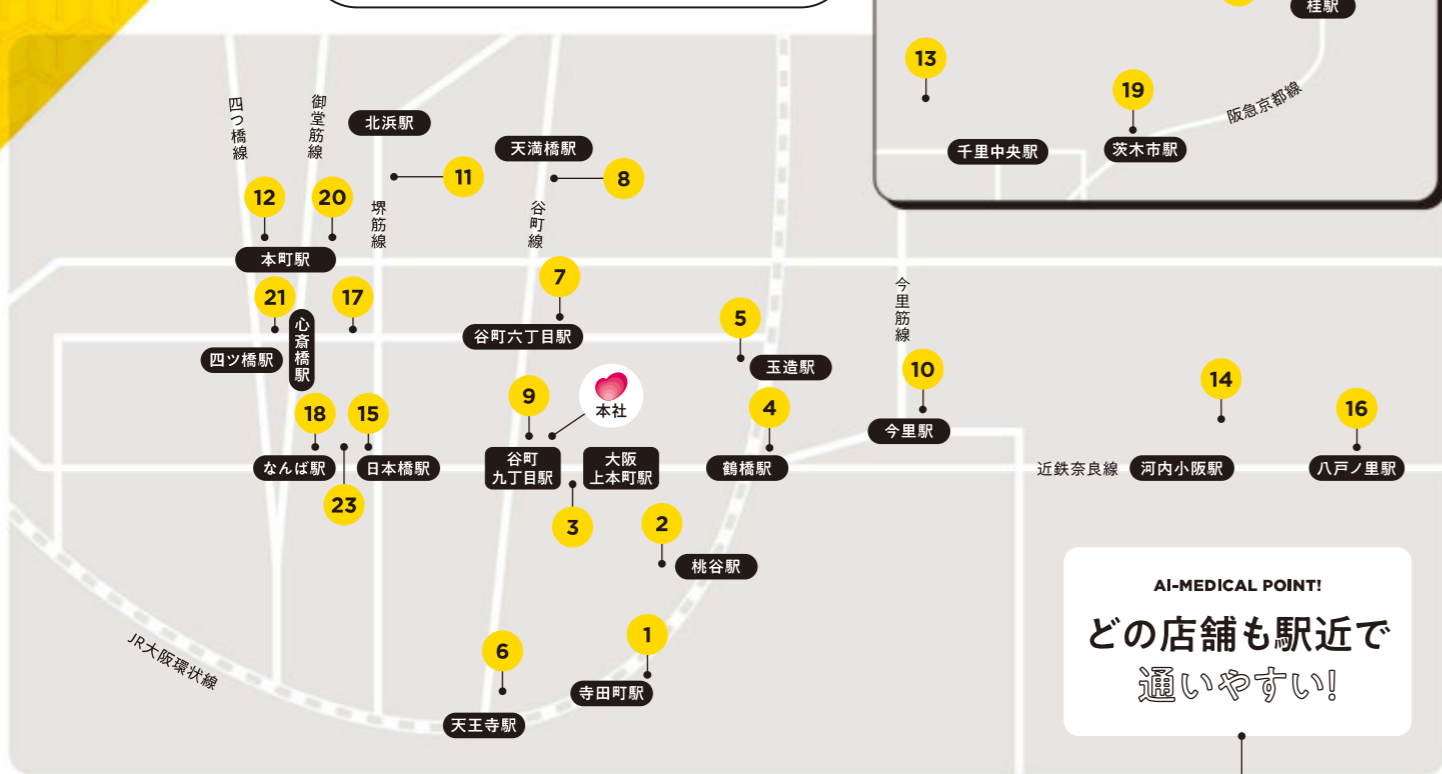 桂駅
13
19
阪急京都線
千里中央駅
茨木市駅
四つ橋線
御堂筋線
北浜駅
天満橋駅
11
8
12
20
堺筋線
谷町線
本町駅
7
21
17
心斎橋駅
谷町六丁目駅
四ツ橋駅
5
玉造駅
今里筋線
10
今里駅
14
16
本社
9
4
18
15
なんば駅
日本橋駅
谷町
九丁目駅
大阪
上本町駅
鶴橋駅
近鉄奈良線
河内小阪駅
八戸ノ里駅
23
3
2
桃谷駅
1
寺田町駅
6
天王寺駅
JR大阪環状線
AI-MEDICAL POINT!
どの店舗も駅近で
通いやすい!